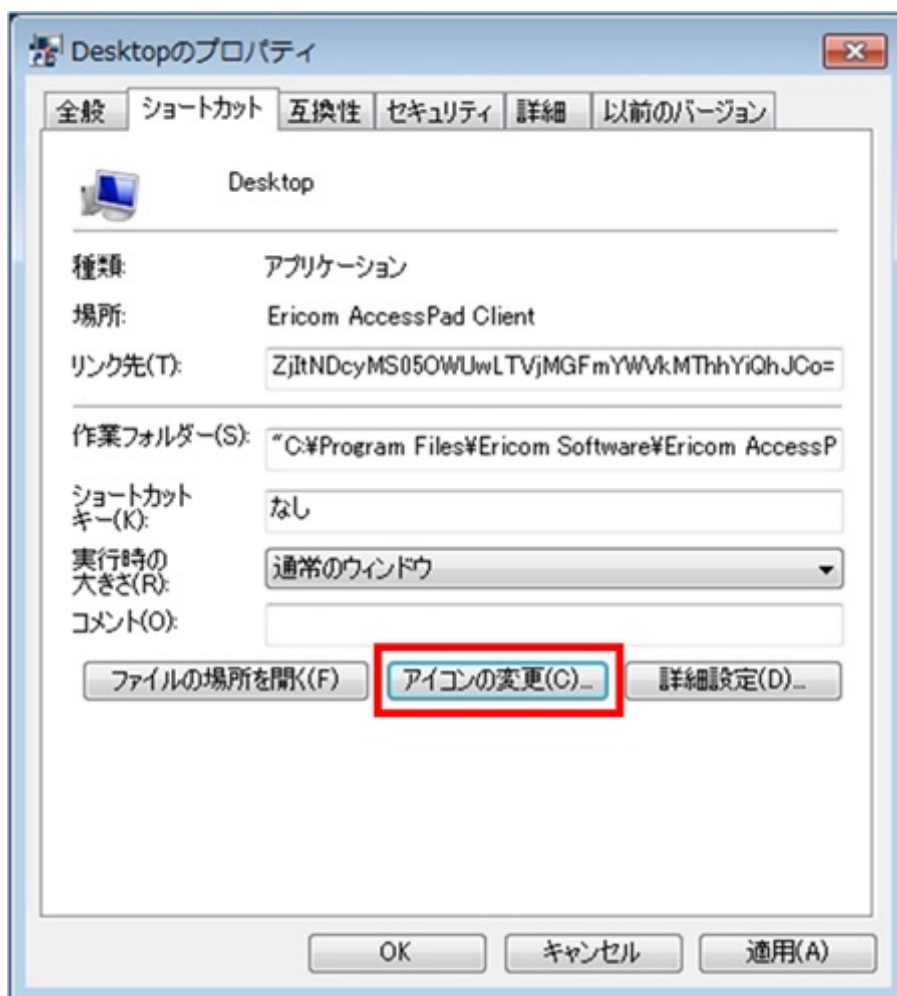 Desktopのプロパティ
全般 ショートカット 互換性 セキュリティ 詳細 以前のバージョン
Desktop
種類: アプリケーション
場所: Ericom AccessPad Client
リンク先(T): ZjItNDcyMS05OWUwLTVjMGFmYWVkMThhYiQhJCo=
作業フォルダー(S): "C:¥Program Files¥Ericom Software¥Ericom AccessP
ショートカット
キー(K): なし
実行時の
大きさ(R): 通常のウィンドウ
コメント(O):
ファイルの場所を開く(F) アイコンの変更(C)... 詳細設定(D)...
OK キャンセル 適用(A)